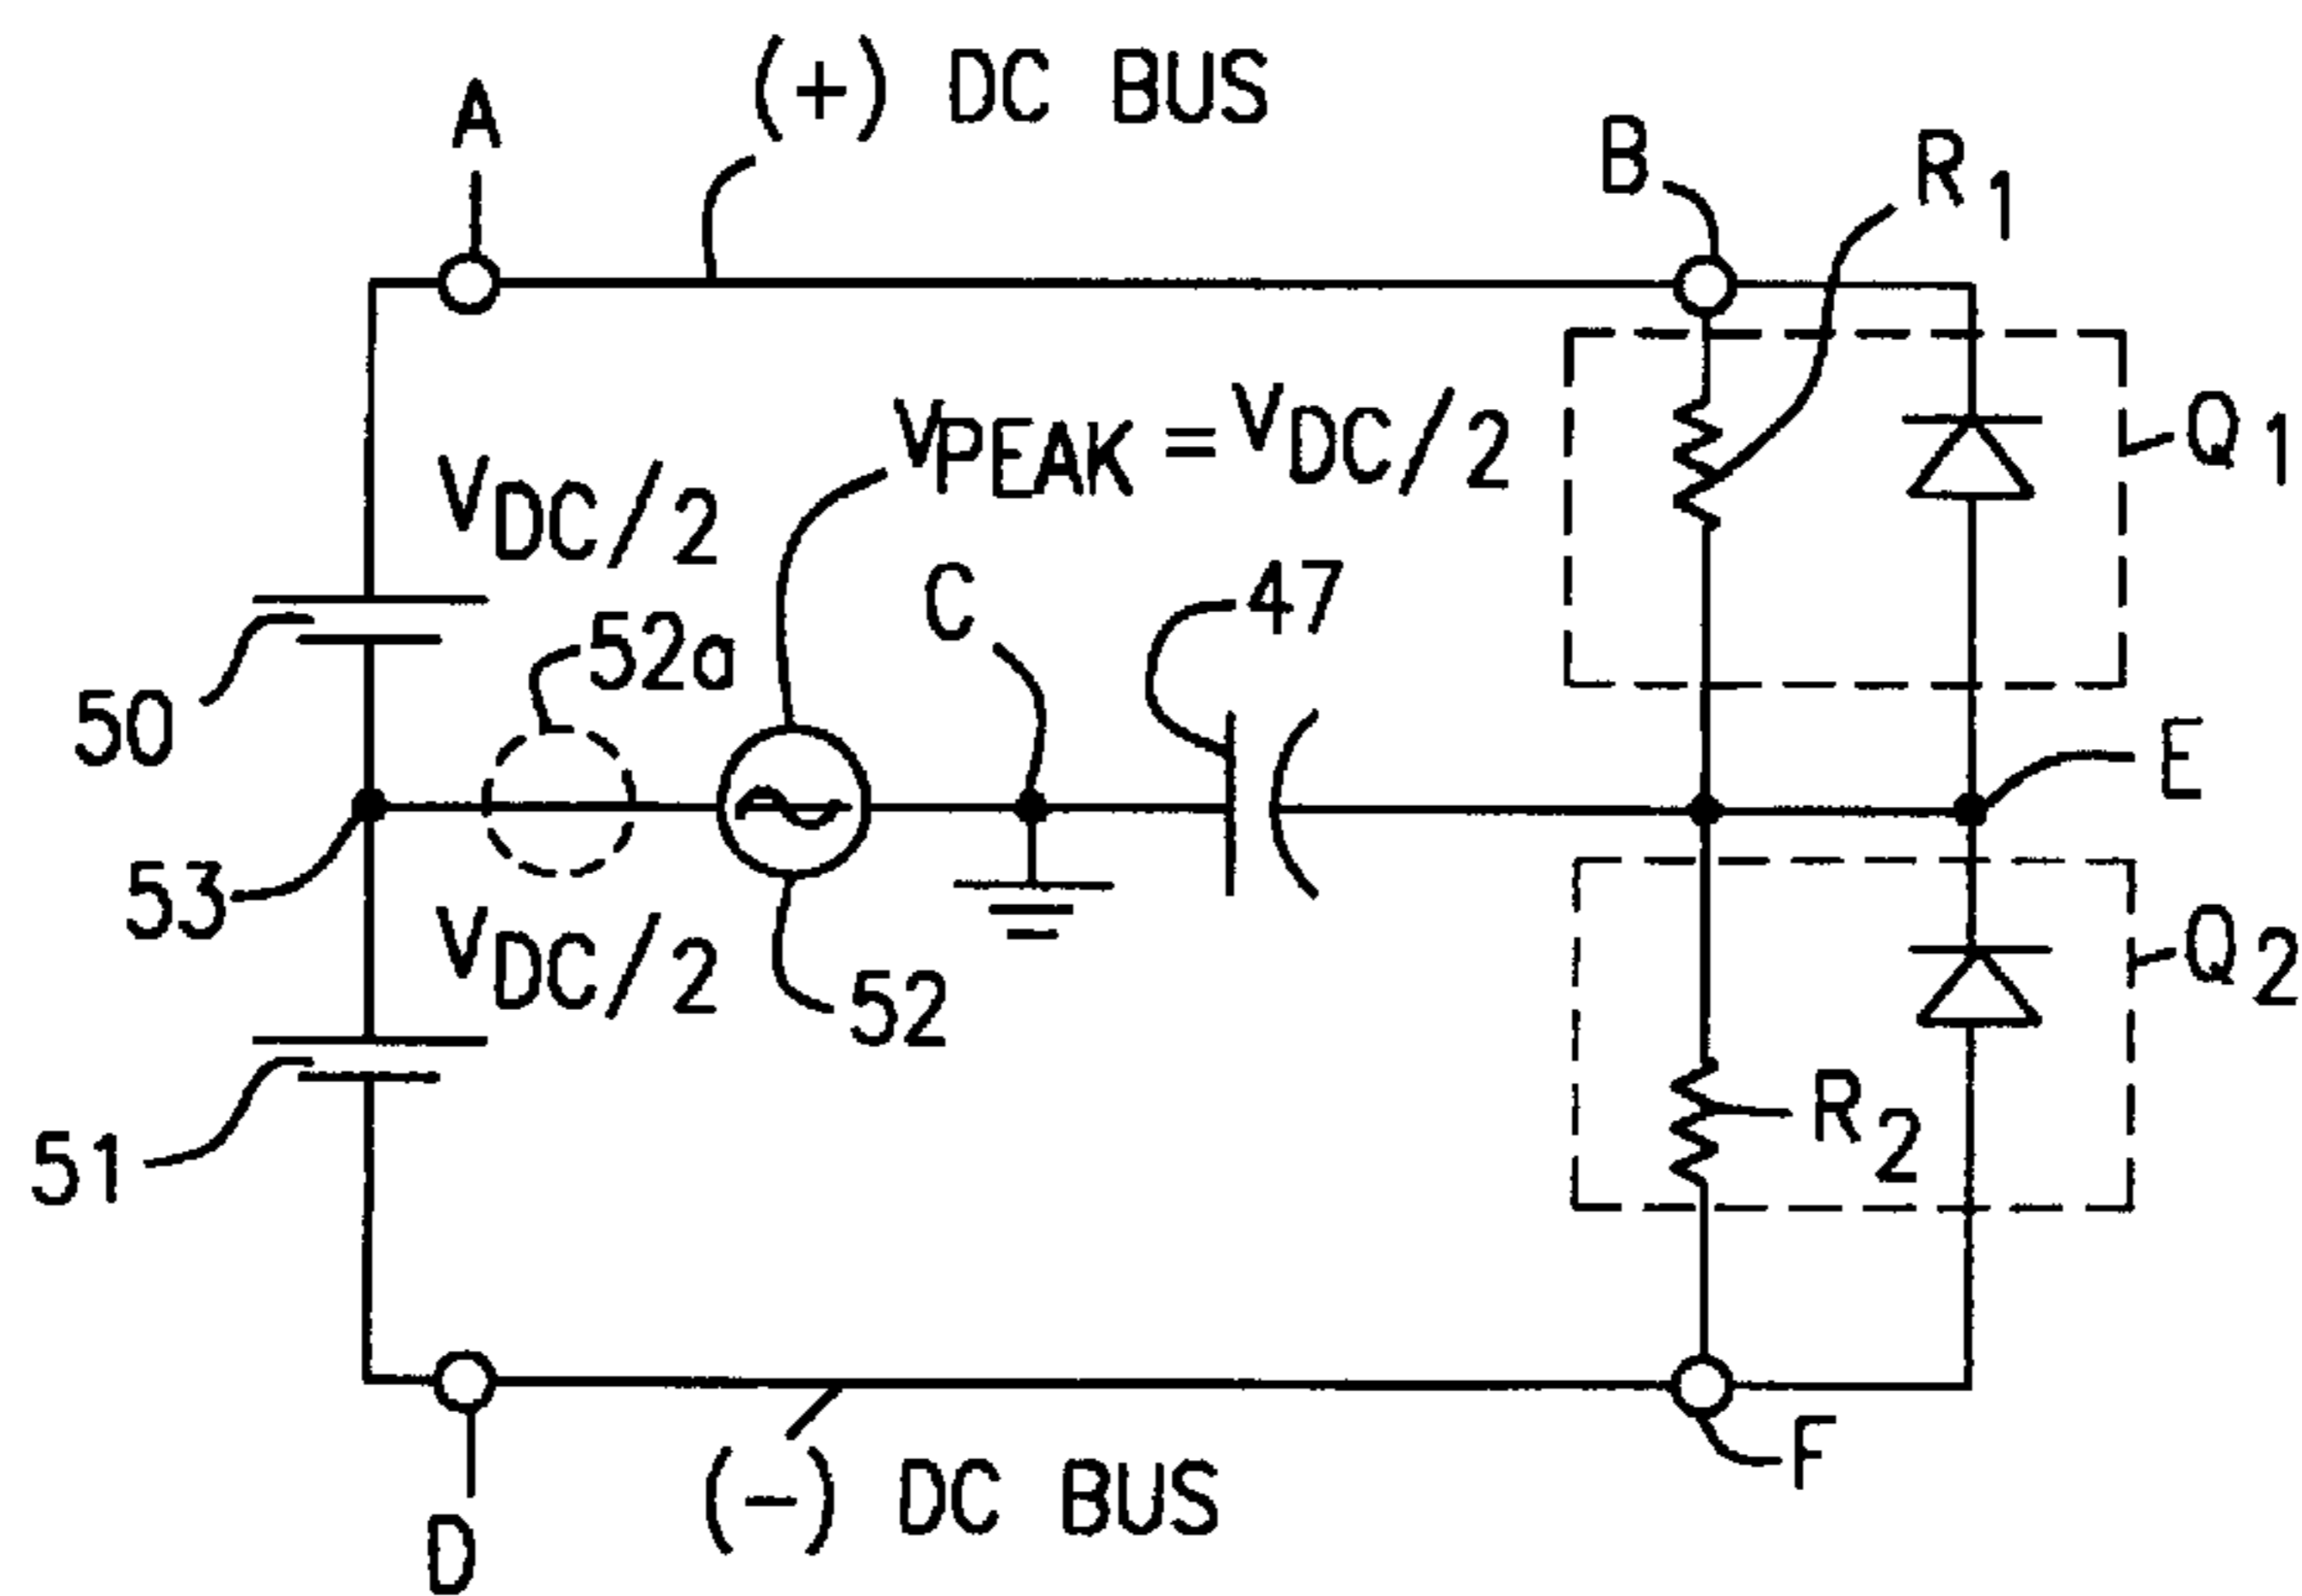 (+) DC BUS
A
B
R1
VPEAK = VDC/2
Q1
VDC/2
C
47
52a
50
E
53
VDC/2
Q2
52
51
R2
F
(-) DC BUS
D